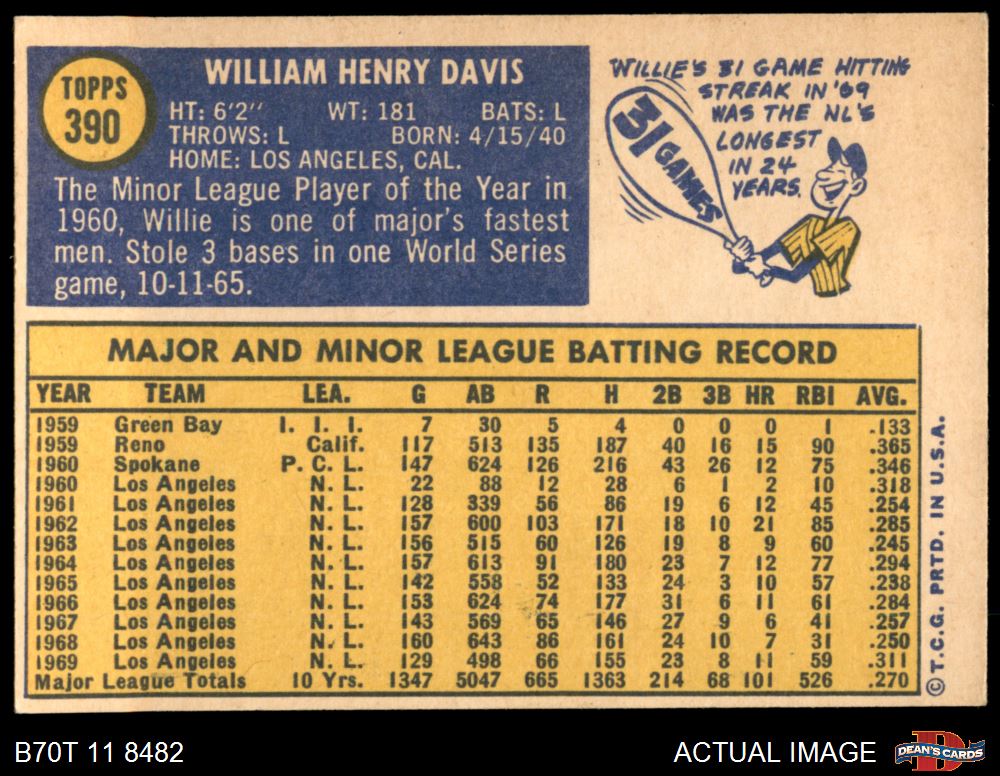 TOPPS
390
WILLIAM HENRY DAVIS
HT: 6'2" WT: 181 BATS: L
THROWS: L BORN: 4/15/40
HOME: LOS ANGELES, CAL.
The Minor League Player of the Year in
1960, Willie is one of major's fastest
men. Stole 3 bases in one World Series
game, 10-11-65.
WILLIE'S 31 GAME HITTING
STREAK IN '69
WAS THE NL'S
LONGEST
IN 24
YEARS.
31 GAMES
MAJOR AND MINOR LEAGUE BATTING RECORD
YEAR TEAM LEA. G AB R H 2B 3B HR RBI AVG.
1959 Green Bay I. I. I. 7 30 5 4 0 0 0 1 .133
1959 Reno Calif. 117 513 135 187 40 16 15 90 .365
1960 Spokane P. C. L. 147 624 126 216 43 26 12 75 .346
1960 Los Angeles N. L. 22 88 12 28 6 1 2 10 .318
1961 Los Angeles N. L. 128 339 56 86 19 6 12 45 .254
1962 Los Angeles N. L. 157 600 103 171 18 10 21 85 .285
1963 Los Angeles N. L. 156 515 60 126 19 8 9 60 .245
1964 Los Angeles N. L. 157 613 91 180 23 7 12 77 .294
1965 Los Angeles N. L. 142 558 52 133 24 3 10 57 .238
1966 Los Angeles N. L. 153 624 74 177 31 6 11 61 .284
1967 Los Angeles N. L. 143 569 65 146 27 9 6 41 .257
1968 Los Angeles N. L. 160 643 86 161 24 10 7 31 .250
1969 Los Angeles N. L. 129 498 66 155 23 8 11 59 .311
Major League Totals 10 Yrs. 1347 5047 665 1363 214 68 101 526 .270
© T.C.G. PRTD. IN U.S.A.
B70T 11 8482
ACTUAL IMAGE
D
DEAN'S CARDS